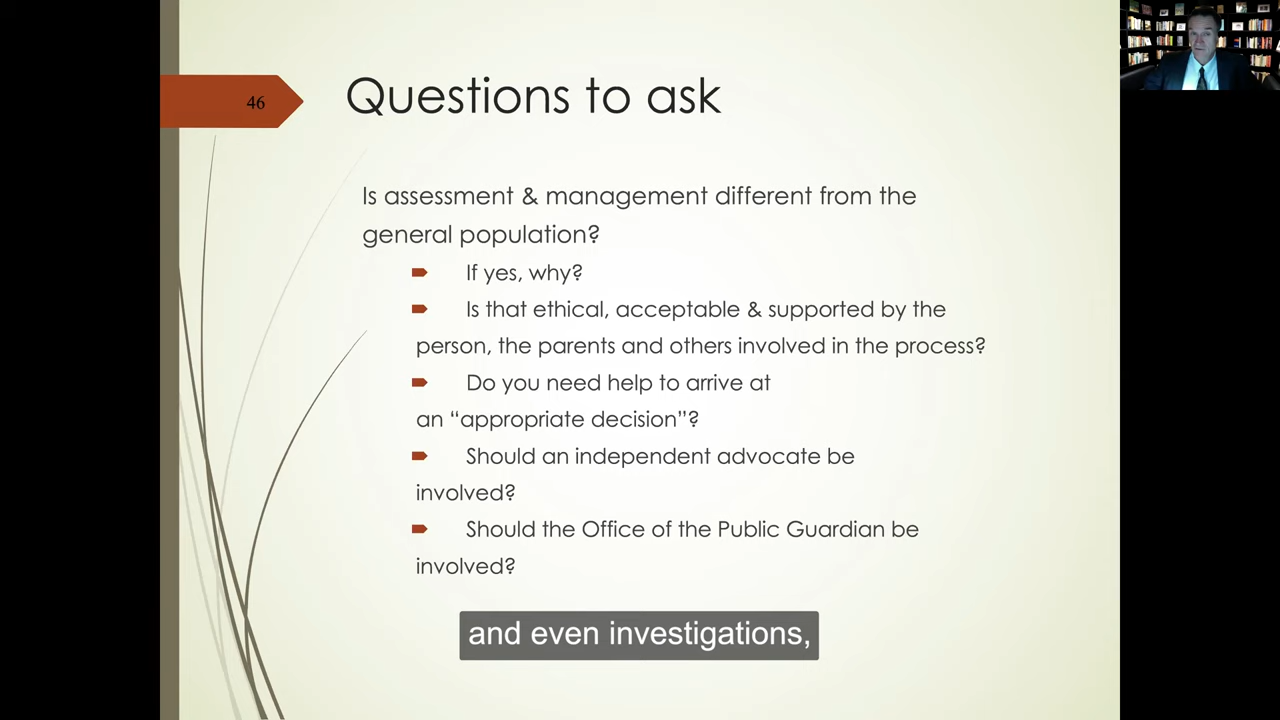 46
Questions to ask
Is assessment & management different from the
general population?
If yes, why?
Is that ethical, acceptable & supported by the
person, the parents and others involved in the process?
Do you need help to arrive at
an “appropriate decision”?
Should an independent advocate be
involved?
Should the Office of the Public Guardian be
involved?
and even investigations,